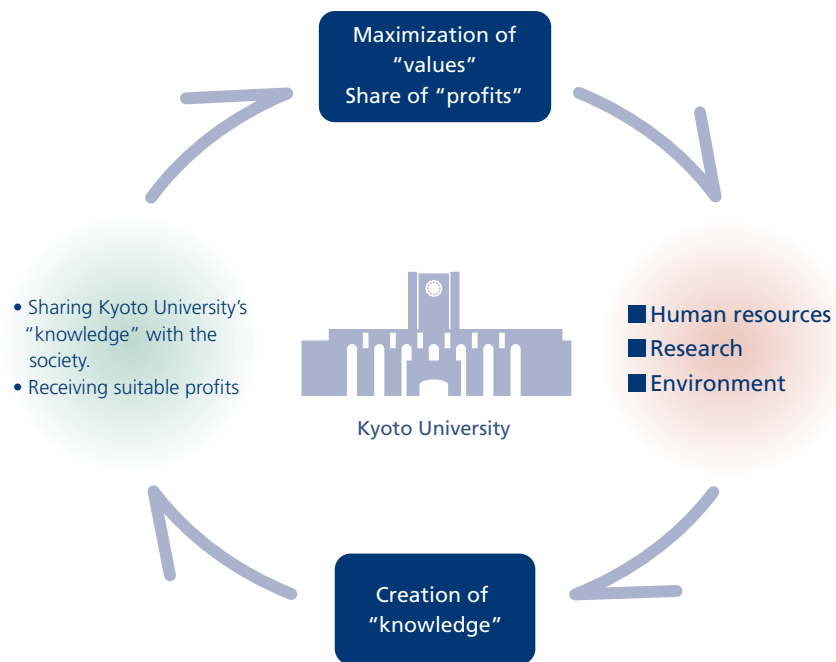 Maximization of
“values”
Share of “profits”
• Sharing Kyoto University’s
“knowledge” with the
society.
• Receiving suitable profits
■ Human resources
■ Research
■ Environment
Kyoto University
Creation of
“knowledge”